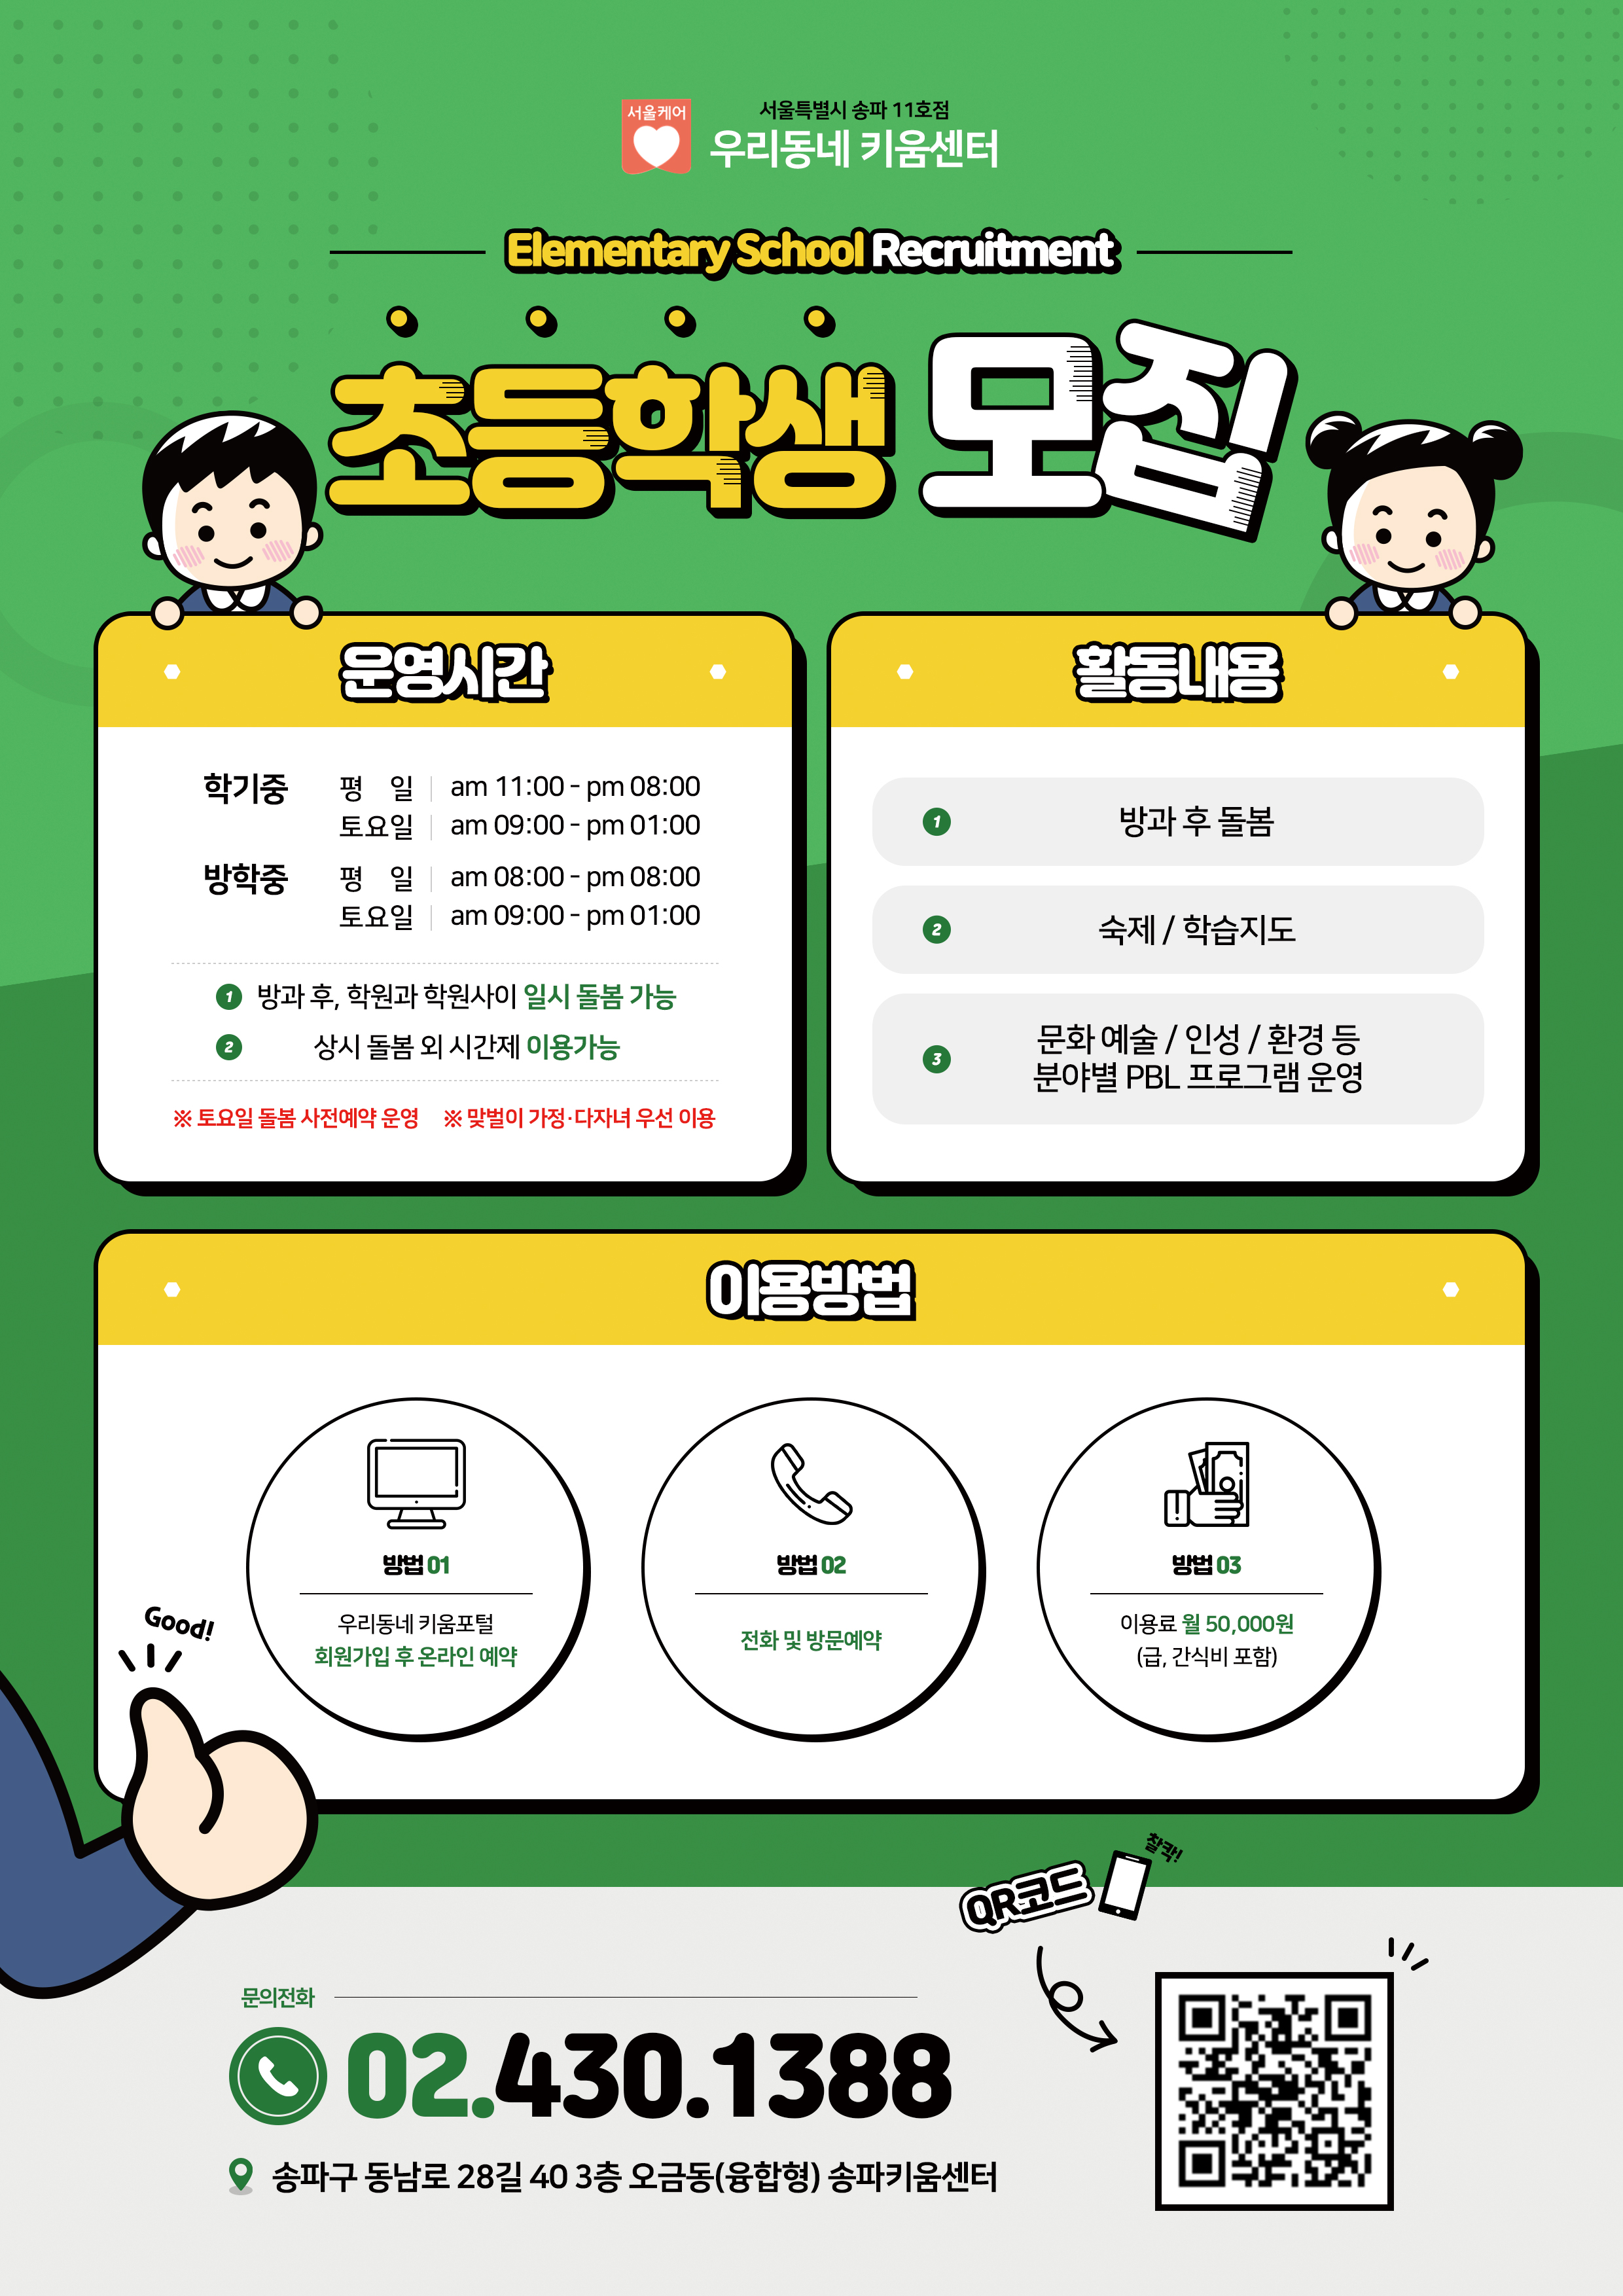 서울케어
서울특별시 송파 11호점
우리동네 키움센터
Elementary School Recruitment
초등학생 모집
운영시간
학기중 평 일 am 11:00 - pm 08:00
토요일 am 09:00 - pm 01:00
방학중 평 일 am 08:00 - pm 08:00
토요일 am 09:00 - pm 01:00
1 방과 후, 학원과 학원사이 일시 돌봄 가능
2 상시 돌봄 외 시간제 이용가능
※ 토요일 돌봄 사전예약 운영 ※ 맞벌이 가정·다자녀 우선 이용
활동내용
1 방과 후 돌봄
2 숙제 / 학습지도
3 문화 예술 / 인성 / 환경 등
분야별 PBL 프로그램 운영
이용방법
방법 01
우리동네 키움포털
회원가입 후 온라인 예약
방법 02
전화 및 방문예약
방법 03
이용료 월 50,000원
(급, 간식비 포함)
Good!
QR코드
찰칵!
문의전화
02.430.1388
송파구 동남로 28길 40 3층 오금동(융합형) 송파키움센터